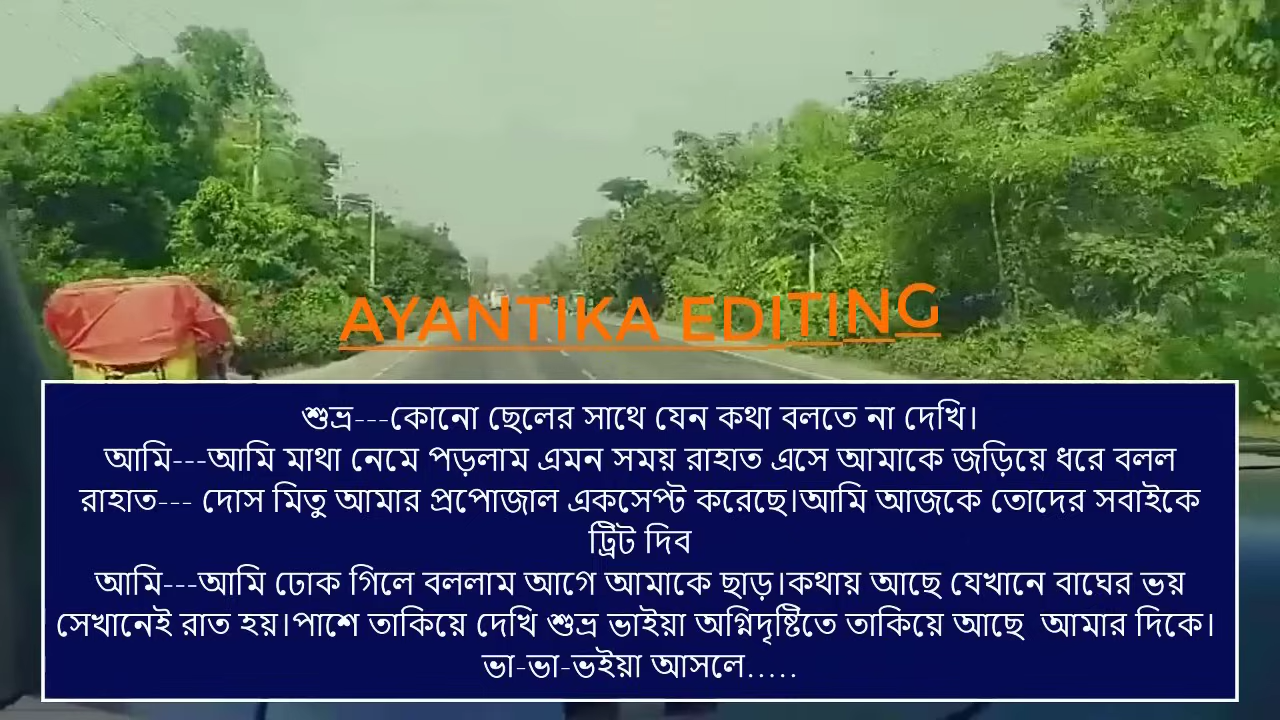 AYANTIKA EDITING
শুভ্র---কোনো ছেলের সাথে যেন কথা বলতে না দেখি।
আমি---আমি মাথা নেমে পড়লাম এমন সময় রাহাত এসে আমাকে জড়িয়ে ধরে বলল
রাহাত--- দোস মিতু আমার প্রপোজাল একসেপ্ট করেছে।আমি আজকে তোদের সবাইকে
ট্রিট দিব
আমি---আমি ঢোক গিলে বললাম আগে আমাকে ছাড়।কথায় আছে যেখানে বাঘের ভয়
সেখানেই রাত হয়।পাশে তাকিয়ে দেখি শুভ্র ভাইয়া অগ্নিদৃষ্টিতে তাকিয়ে আছে  আমার দিকে।
ভা-ভা-ভইয়া আসলে.....